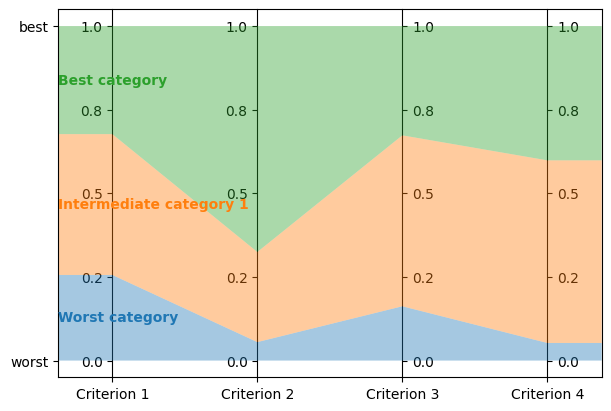 best 1.0 1.0 1.0 1.0
Best category
0.8 0.8 0.8 0.8
0.5 0.5 0.5 0.5
Intermediate category 1
0.2 0.2 0.2 0.2
Worst category
worst 0.0 0.0 0.0 0.0
Criterion 1 Criterion 2 Criterion 3 Criterion 4